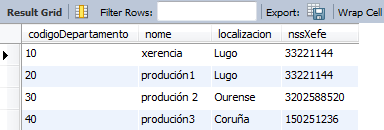 Result Grid Filter Rows: Export: Wrap Cell
codigoDepartamento nome localizacion nssXefe
10 xerencia Lugo 33221144
20 produción1 Lugo 33221144
30 produción 2 Ourense 3202588520
40 produción3 Coruña 150251236